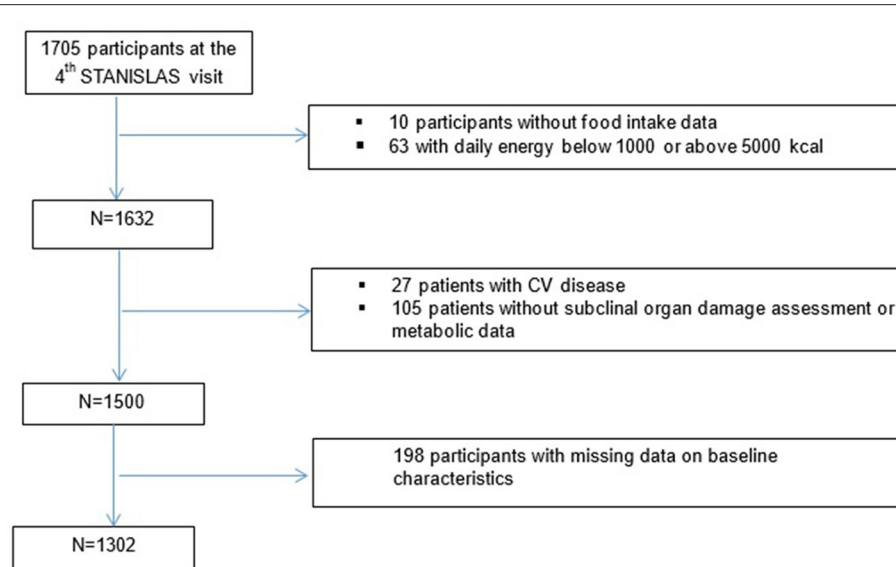 1705 participants at the
4th STANISLAS visit
▪ 10 participants without food intake data
▪ 63 with daily energy below 1000 or above 5000 kcal
N=1632
▪ 27 patients with CV disease
▪ 105 patients without subclinal organ damage assessment or
metabolic data
N=1500
198 participants with missing data on baseline
characteristics
N=1302